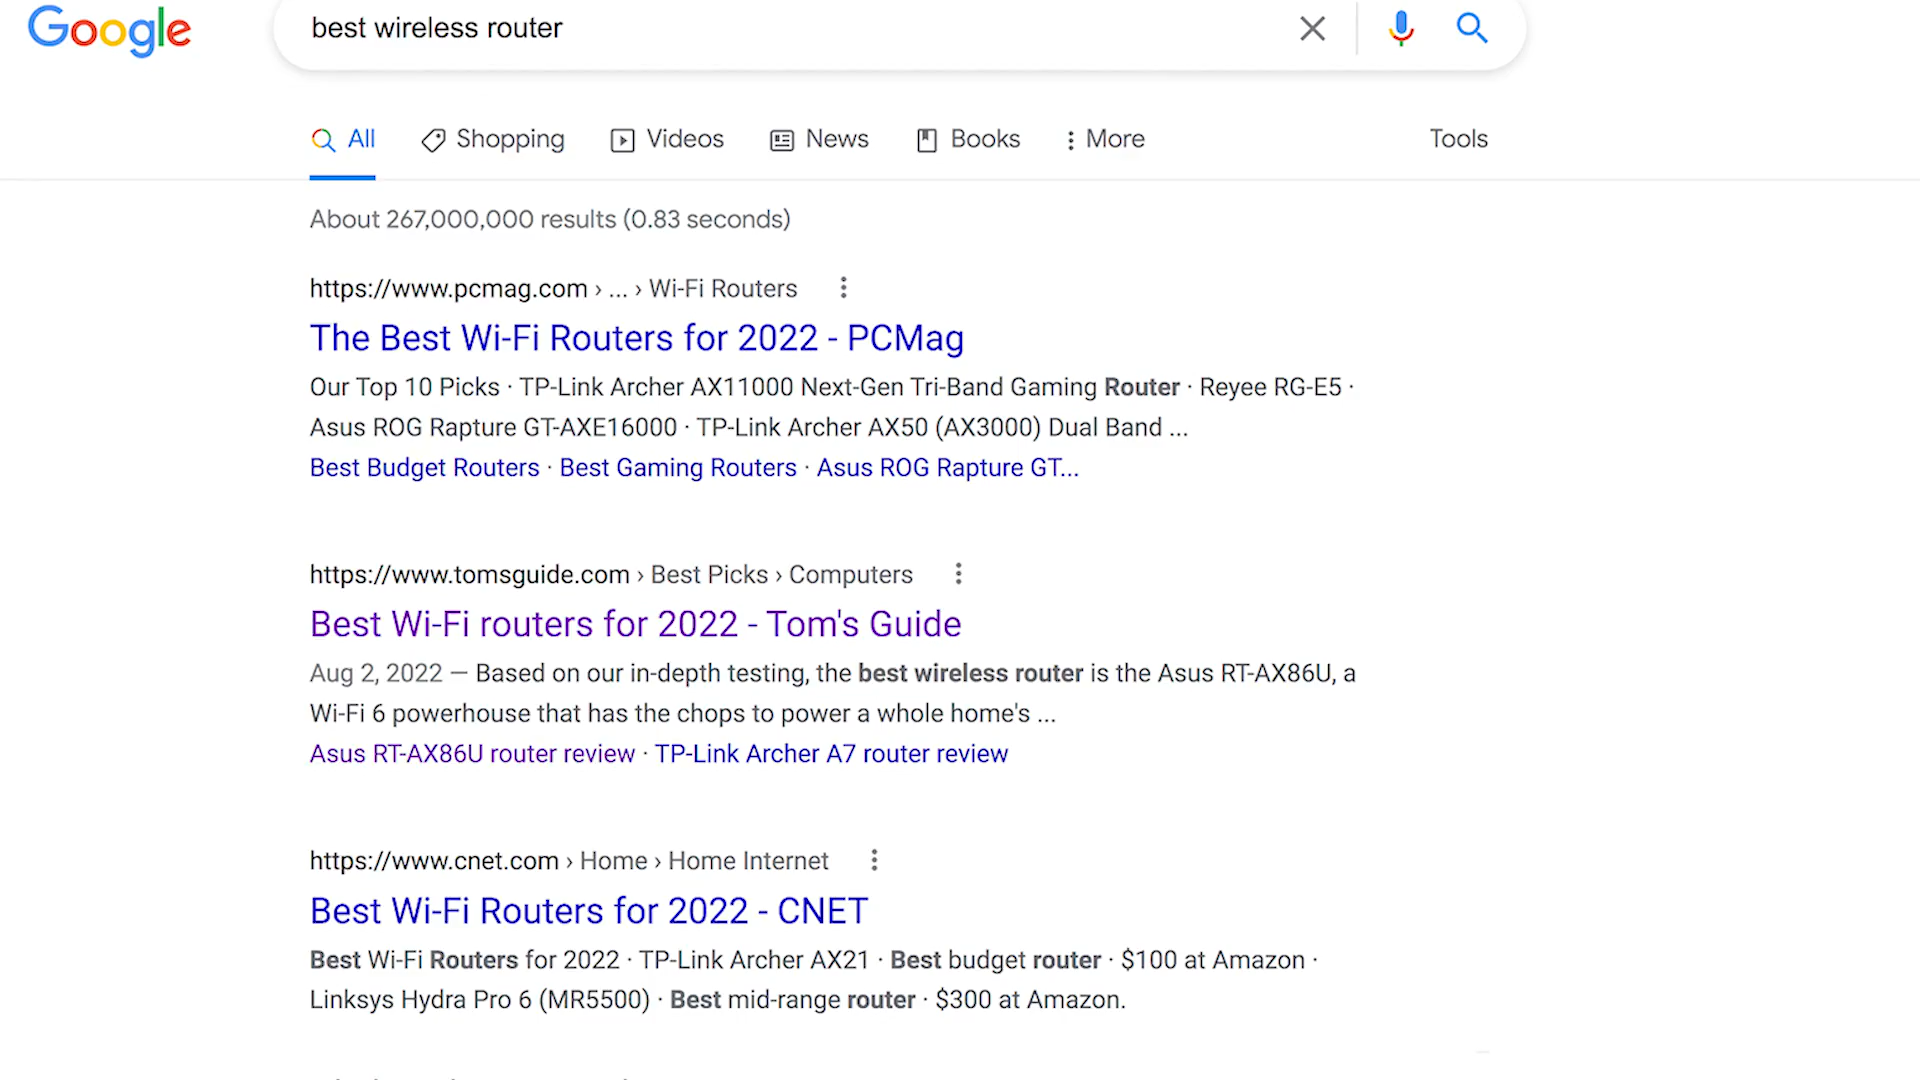 Google
best wireless router
All Shopping Videos News Books More Tools
About 267,000,000 results (0.83 seconds)
https://www.pcmag.com › ... › Wi-Fi Routers
The Best Wi-Fi Routers for 2022 - PCMag
Our Top 10 Picks · TP-Link Archer AX11000 Next-Gen Tri-Band Gaming Router · Reyee RG-E5 ·
Asus ROG Rapture GT-AXE16000 · TP-Link Archer AX50 (AX3000) Dual Band ...
Best Budget Routers · Best Gaming Routers · Asus ROG Rapture GT...
https://www.tomsguide.com › Best Picks › Computers
Best Wi-Fi routers for 2022 - Tom's Guide
Aug 2, 2022 — Based on our in-depth testing, the best wireless router is the Asus RT-AX86U, a
Wi-Fi 6 powerhouse that has the chops to power a whole home's ...
Asus RT-AX86U router review · TP-Link Archer A7 router review
https://www.cnet.com › Home › Home Internet
Best Wi-Fi Routers for 2022 - CNET
Best Wi-Fi Routers for 2022 · TP-Link Archer AX21 · Best budget router · $100 at Amazon ·
Linksys Hydra Pro 6 (MR5500) · Best mid-range router · $300 at Amazon.